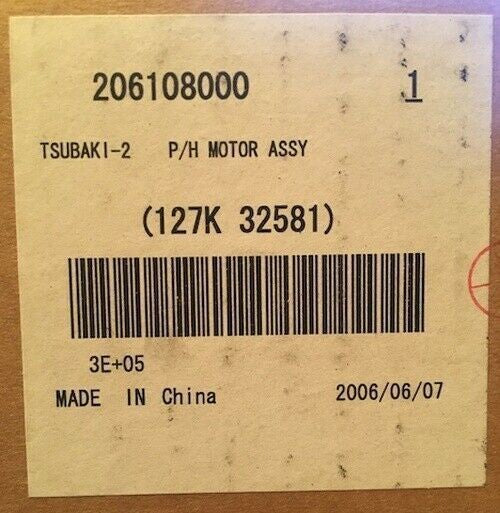 206108000 1
TSUBAKI-2 P/H MOTOR ASSY
(127K 32581)
3E+05
MADE IN China 2006/06/07